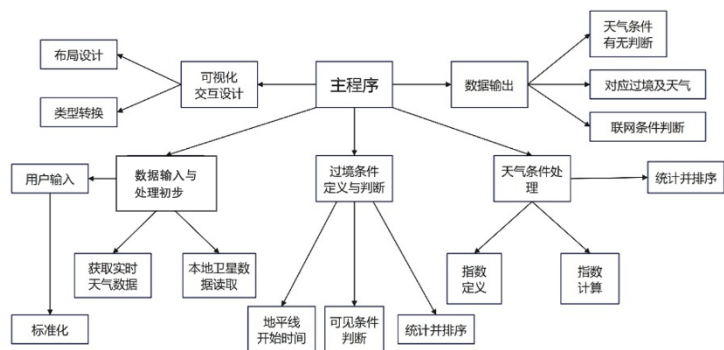 天气条件
有无判断
布局设计
可视化
交互设计
主程序
数据输出
对应过境及天气
类型转换
联网条件判断
用户输入
数据输入与
处理初步
过境条件
定义与判断
天气条件处
理
统计并排序
获取实时
天气数据
本地卫星数
据读取
指数
定义
指数
计算
标准化
地平线
开始时间
可见条件
判断
统计并排序